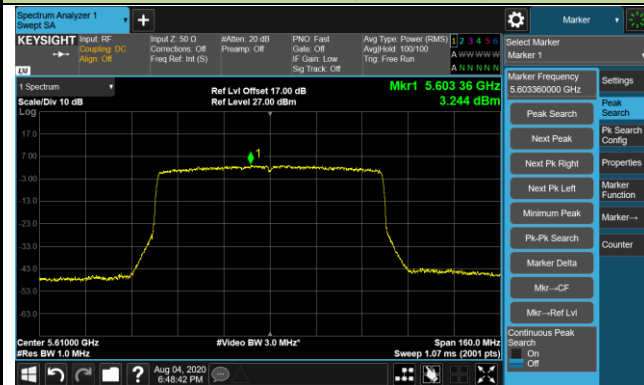 Spectrum Analyzer 1
Swept SA
Marker
KEYSIGHT
Input: RF
Coupling: DC
Align: Off
Input Z: 50 Ω
Corrections: Off
Freq Ref: Int (S)
#Atten: 20 dB
Preamp: Off
PNO: Fast
Gate: Off
IF Gain: Low
Sig Track: Off
Avg Type: Power (RMS)
Avg|Hold: 100/100
Trig: Free Run
1 2 3 4 5 6
A W W W W W
A N N N N N
LXI
Select Marker
Marker 1
1 Spectrum
Scale/Div 10 dB
Log
Ref Lvl Offset 17.00 dB
Ref Level 27.00 dBm
Mkr1 5.603 36 GHz
3.244 dBm
17.0
7.00
-3.00
-13.0
-23.0
-33.0
-43.0
-53.0
-63.0
1
Center 5.61000 GHz
#Res BW 1.0 MHz
#Video BW 3.0 MHz*
Span 160.0 MHz
Sweep 1.07 ms (2001 pts)
Marker Frequency
5.603360000 GHz
Peak Search
Next Peak
Next Pk Right
Next Pk Left
Minimum Peak
Pk-Pk Search
Marker Delta
Mkr→CF
Mkr→Ref Lvl
Continuous Peak
Search
On
Off
Settings
Peak
Search
Pk Search
Config
Properties
Marker
Function
Marker→
Counter
?
Aug 04, 2020
6:48:42 PM